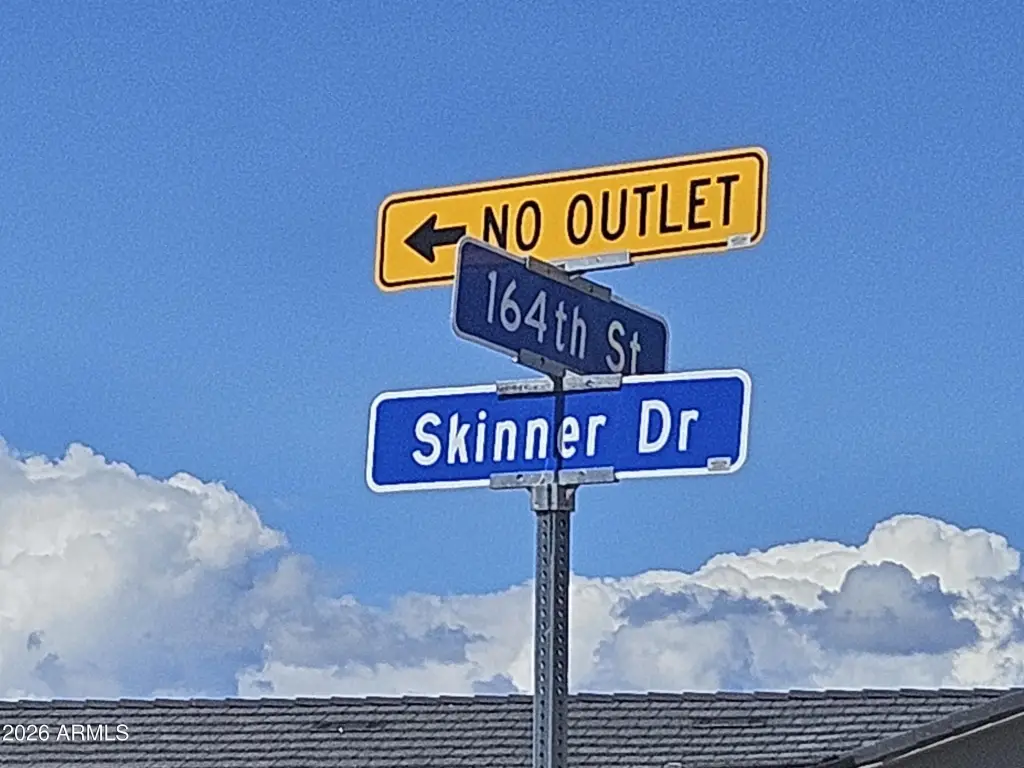 NO OUTLET
164th St
Skinner Dr
2026 ARMLS